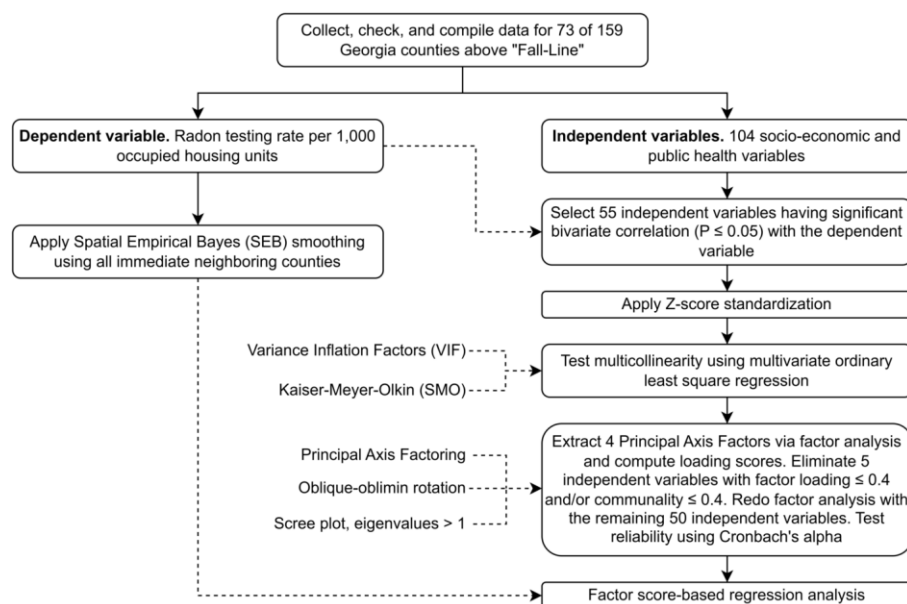 Collect, check, and compile data for 73 of 159
Georgia counties above "Fall-Line"
Dependent variable. Radon testing rate per 1,000
occupied housing units
Independent variables. 104 socio-economic and
public health variables
Apply Spatial Empirical Bayes (SEB) smoothing
using all immediate neighboring counties
Select 55 independent variables having significant
bivariate correlation (P ≤ 0.05) with the dependent
variable
Apply Z-score standardization
Variance Inflation Factors (VIF)
Kaiser-Meyer-Olkin (SMO)
Test multicollinearity using multivariate ordinary
least square regression
Principal Axis Factoring
Oblique-oblimin rotation
Scree plot, eigenvalues > 1
Extract 4 Principal Axis Factors via factor analysis
and compute loading scores. Eliminate 5
independent variables with factor loading ≤ 0.4
and/or communality ≤ 0.4. Redo factor analysis with
the remaining 50 independent variables. Test
reliability using Cronbach's alpha
Factor score-based regression analysis